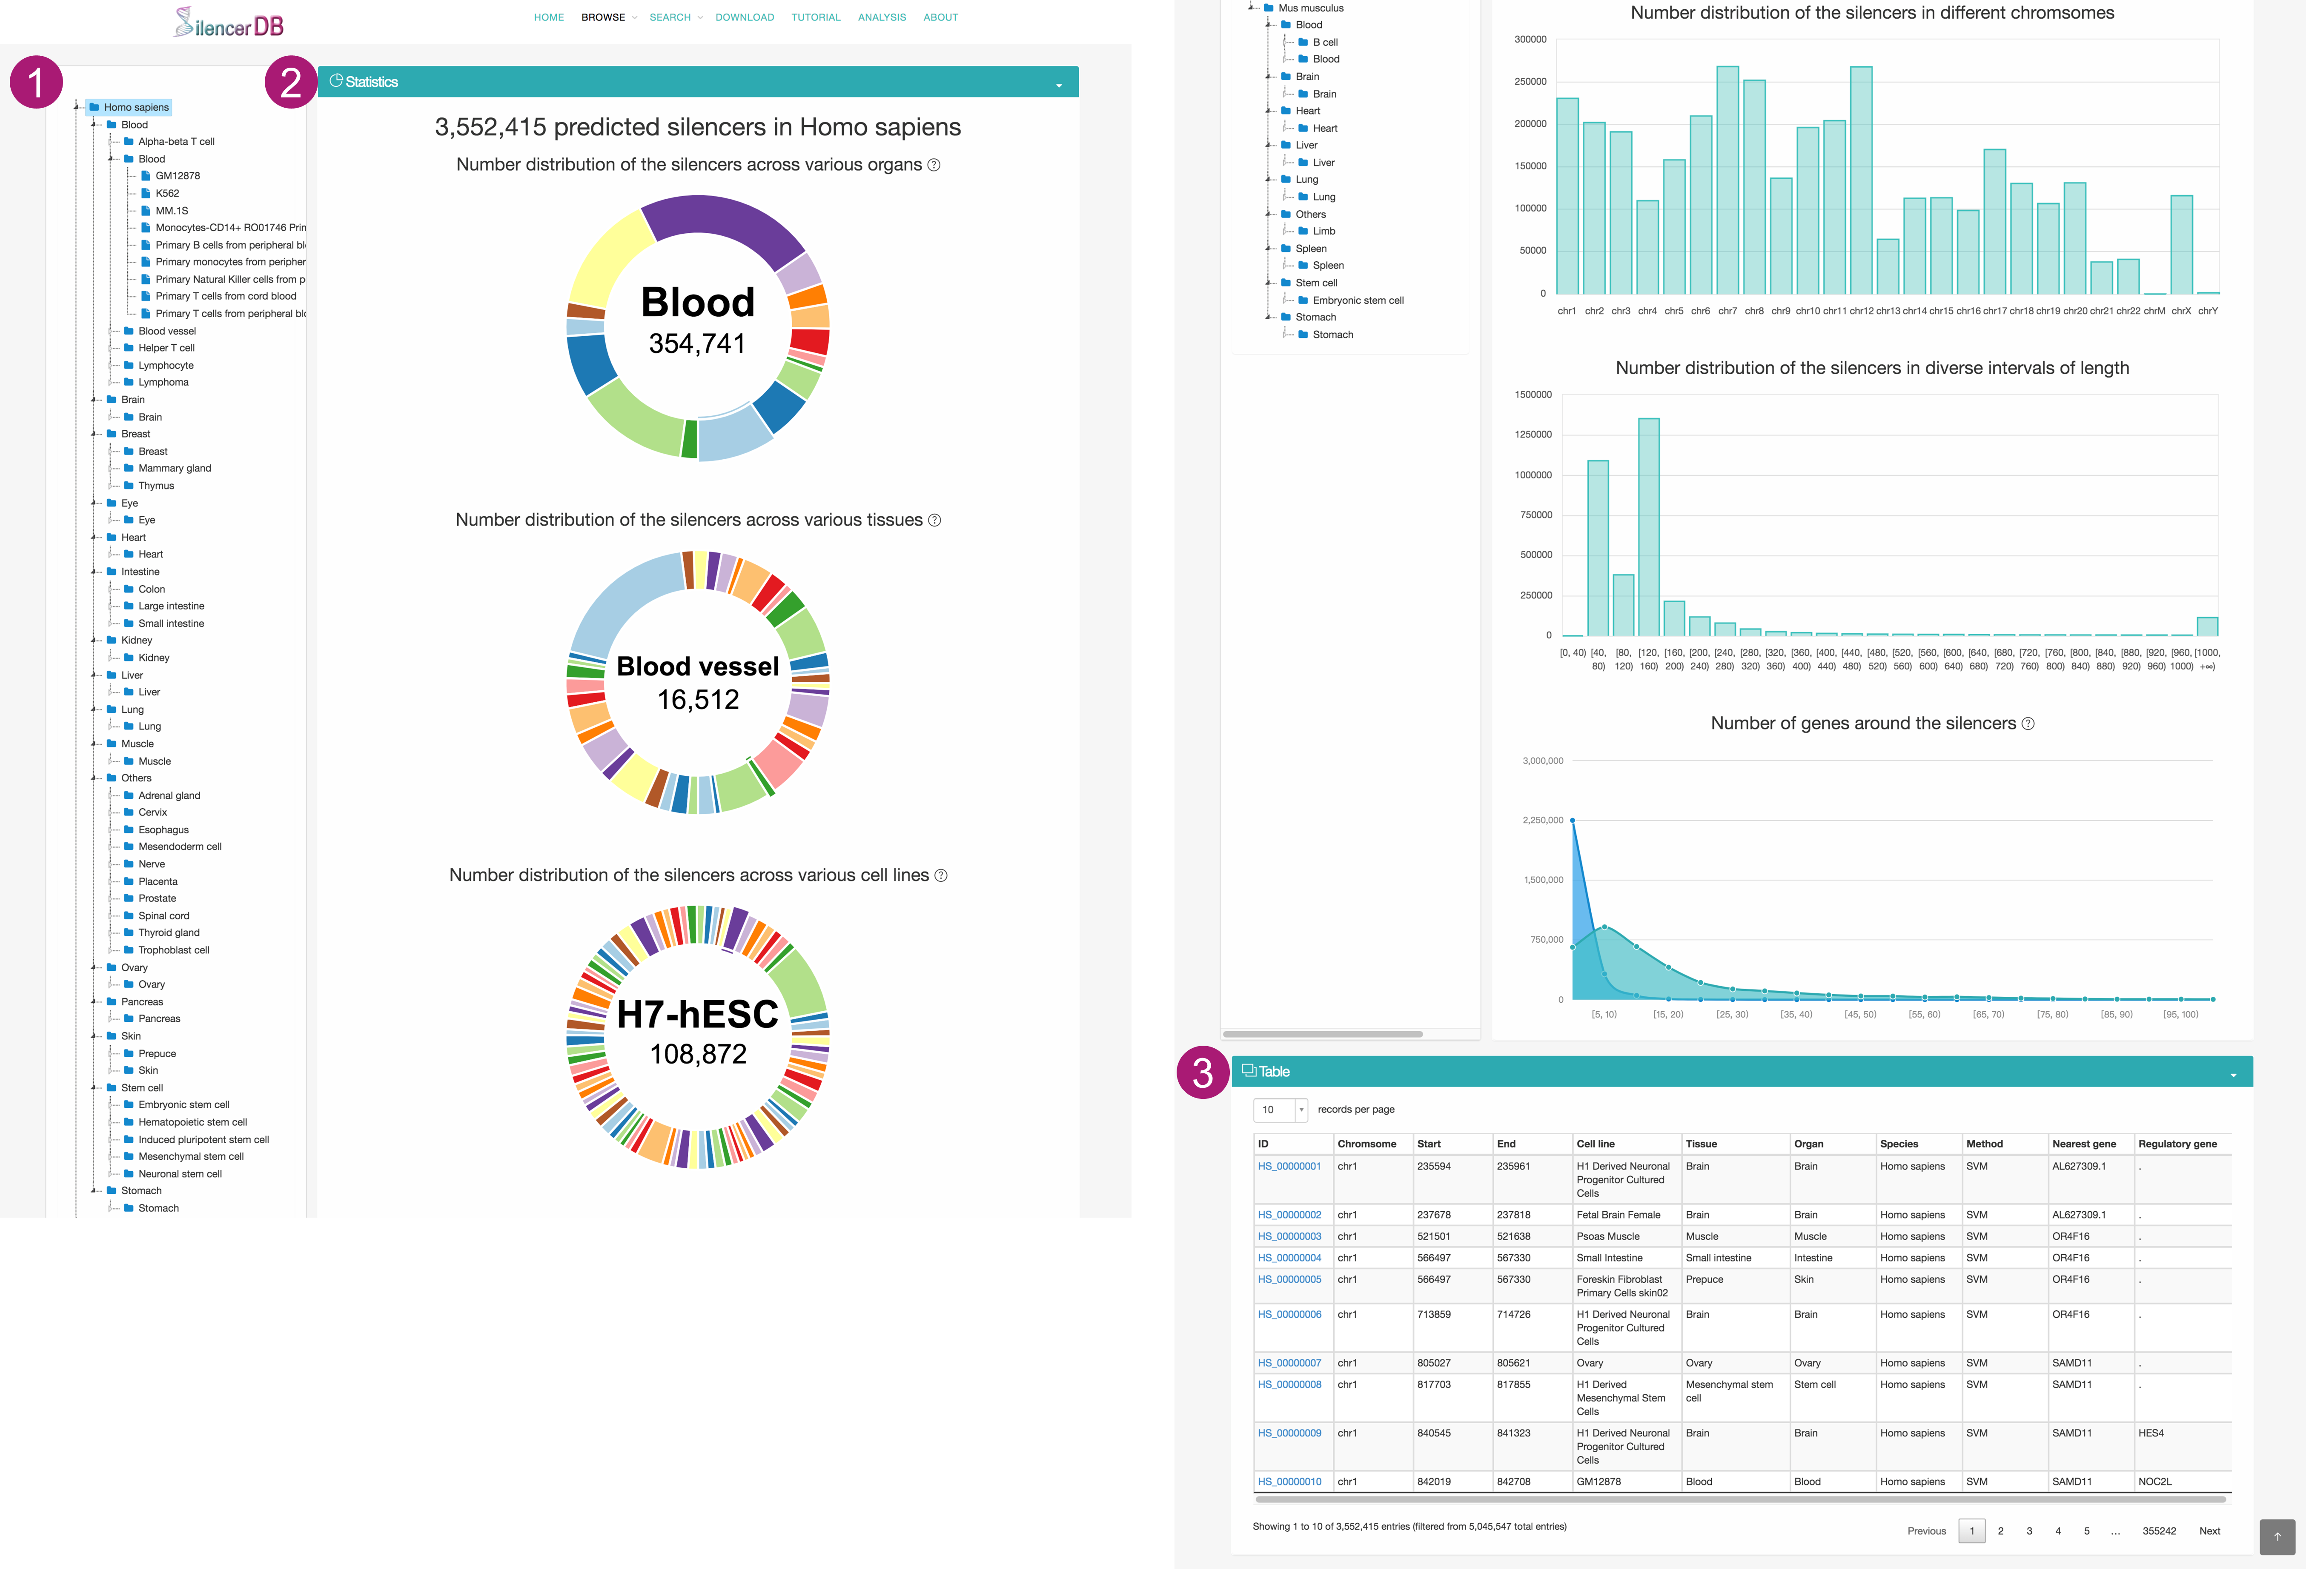 SilencerDB
HOME BROWSE SEARCH DOWNLOAD TUTORIAL ANALYSIS ABOUT
1
Homo sapiens
Blood
Alpha-beta T cell
Blood
GM12878
K562
MM.1S
Monocytes-CD14+ RO01746 Prin
Primary B cells from peripheral bl
Primary monocytes from peripher
Primary Natural Killer cells from p
Primary T cells from cord blood
Primary T cells from peripheral blo
Blood vessel
Helper T cell
Lymphocyte
Lymphoma
Brain
Brain
Breast
Breast
Mammary gland
Thymus
Eye
Eye
Heart
Heart
Intestine
Colon
Large intestine
Small intestine
Kidney
Kidney
Liver
Liver
Lung
Lung
Muscle
Muscle
Others
Adrenal gland
Cervix
Esophagus
Mesendoderm cell
Nerve
Placenta
Prostate
Spinal cord
Thyroid gland
Trophoblast cell
Ovary
Ovary
Pancreas
Pancreas
Skin
Prepuce
Skin
Stem cell
Embryonic stem cell
Hematopoietic stem cell
Induced pluripotent stem cell
Mesenchymal stem cell
Neuronal stem cell
Stomach
Stomach
2
Statistics
3,552,415 predicted silencers in Homo sapiens
Number distribution of the silencers across various organs ?
Blood
354,741
Number distribution of the silencers across various tissues ?
Blood vessel
16,512
Number distribution of the silencers across various cell lines ?
H7-hESC
108,872
Mus musculus
Blood
B cell
Blood
Brain
Brain
Heart
Heart
Liver
Liver
Lung
Lung
Others
Limb
Spleen
Spleen
Stem cell
Embryonic stem cell
Stomach
Stomach
Number distribution of the silencers in different chromsomes
300000
250000
200000
150000
100000
50000
0
chr1 chr2 chr3 chr4 chr5 chr6 chr7 chr8 chr9 chr10 chr11 chr12 chr13 chr14 chr15 chr16 chr17 chr18 chr19 chr20 chr21 chr22 chrM chrX chrY
Number distribution of the silencers in diverse intervals of length
1500000
1250000
1000000
750000
500000
250000
0
[0, 40) [40, [80, [120, [160, [200, [240, [280, [320, [360, [400, [440, [480, [520, [560, [600, [640, [680, [720, [760, [800, [840, [880, [920, [960, [1000,
80) 120) 160) 200) 240) 280) 320) 360) 400) 440) 480) 520) 560) 600) 640) 680) 720) 760) 800) 840) 880) 920) 960) 1000) +∞)
Number of genes around the silencers ?
3,000,000
2,250,000
1,500,000
750,000
0
[5, 10) [15, 20) [25, 30) [35, 40) [45, 50) [55, 60) [65, 70) [75, 80) [85, 90) [95, 100)
3
Table
10 records per page
ID Chromsome Start End Cell line Tissue Organ Species Method Nearest gene Regulatory gene
HS_00000001 chr1 235594 235961 H1 Derived Neuronal Brain Brain Homo sapiens SVM AL627309.1 .
Progenitor Cultured
Cells
HS_00000002 chr1 237678 237818 Fetal Brain Female Brain Brain Homo sapiens SVM AL627309.1 .
HS_00000003 chr1 521501 521638 Psoas Muscle Muscle Muscle Homo sapiens SVM OR4F16 .
HS_00000004 chr1 566497 567330 Small Intestine Small intestine Intestine Homo sapiens SVM OR4F16 .
HS_00000005 chr1 566497 567330 Foreskin Fibroblast Prepuce Skin Homo sapiens SVM OR4F16 .
Primary Cells skin02
HS_00000006 chr1 713859 714726 H1 Derived Neuronal Brain Brain Homo sapiens SVM OR4F16 .
Progenitor Cultured
Cells
HS_00000007 chr1 805027 805621 Ovary Ovary Ovary Homo sapiens SVM SAMD11 .
HS_00000008 chr1 817703 817855 H1 Derived Mesenchymal stem Stem cell Homo sapiens SVM SAMD11 .
Mesenchymal Stem cell
Cells
HS_00000009 chr1 840545 841323 H1 Derived Neuronal Brain Brain Homo sapiens SVM SAMD11 HES4
Progenitor Cultured
Cells
HS_00000010 chr1 842019 842708 GM12878 Blood Blood Homo sapiens SVM SAMD11 NOC2L
Showing 1 to 10 of 3,552,415 entries (filtered from 5,045,547 total entries)
Previous 1 2 3 4 5 … 355242 Next